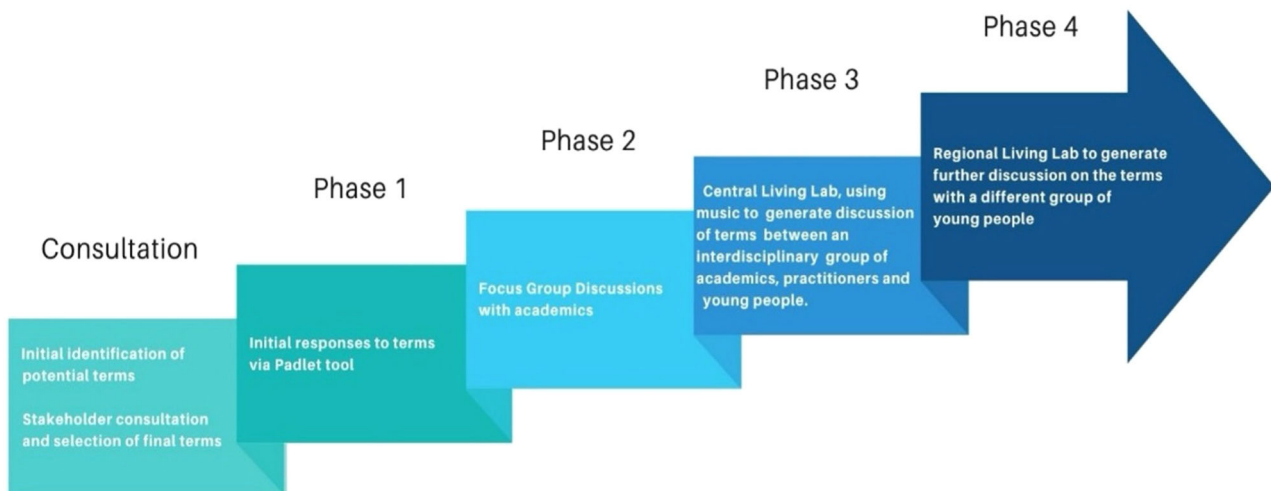 Consultation
Initial identification of
potential terms
Stakeholder consultation
and selection of final terms
Phase 1
Initial responses to terms
via Padlet tool
Phase 2
Focus Group Discussions
with academics
Phase 3
Central Living Lab, using
music to generate discussion
of terms between an
interdisciplinary group of
academics, practitioners and
young people.
Phase 4
Regional Living Lab to generate
further discussion on the terms
with a different group of
young people